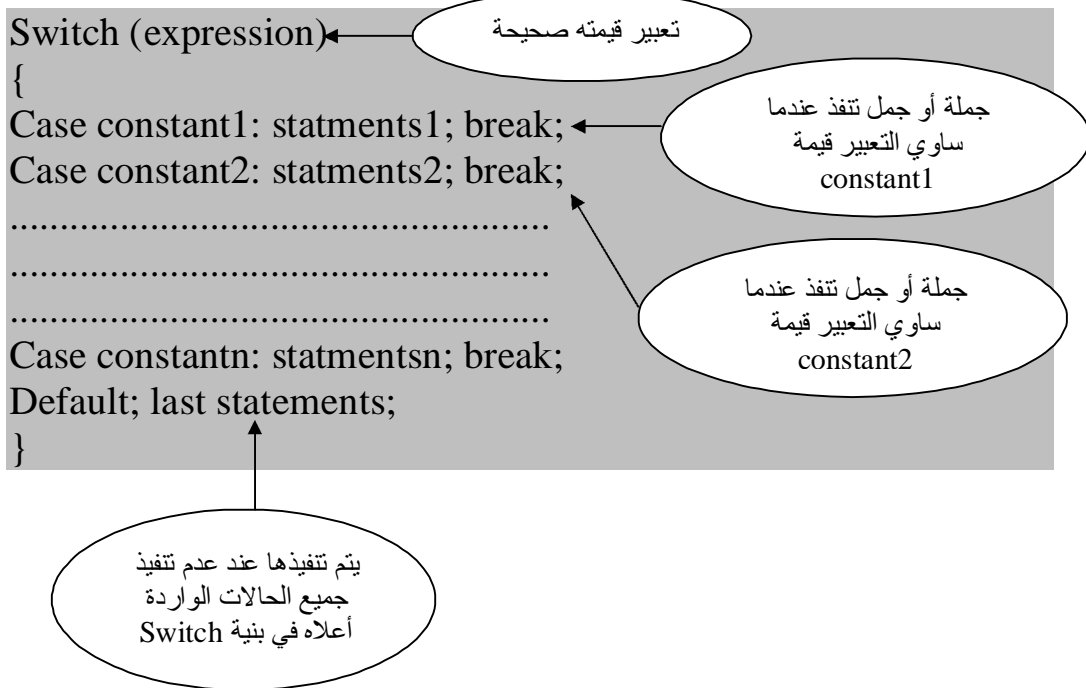 Switch (expression)
تعبير قيمته صحيحة
{
Case constant1: statments1; break;
جملة أو جمل تنفذ عندما
ساوي التعبير قيمة
constant1
Case constant2: statments2; break;
......................................................
......................................................
......................................................
جملة أو جمل تنفذ عندما
ساوي التعبير قيمة
constant2
Case constantn: statmentsn; break;
Default; last statements;
}
يتم تنفيذها عند عدم تنفيذ
جميع الحالات الواردة
أعلاه في بنية Switch